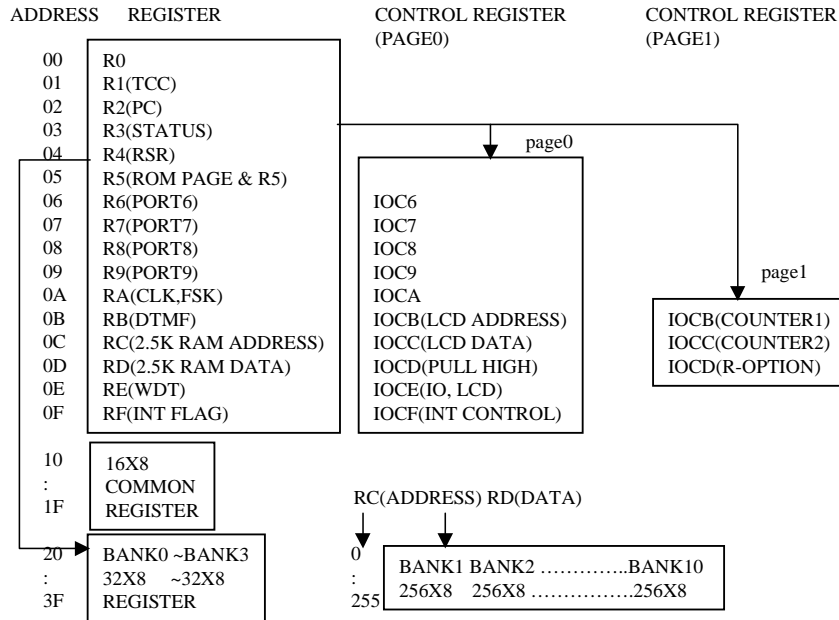 ADDRESS REGISTER CONTROL REGISTER CONTROL REGISTER
(PAGE0) (PAGE1)
00 R0
01 R1(TCC)
02 R2(PC)
03 R3(STATUS)
page0
04 R4(RSR)
05 R5(ROM PAGE & R5)
06 R6(PORT6) IOC6
07 R7(PORT7) IOC7
08 R8(PORT8) IOC8
09 R9(PORT9) IOC9
page1
0A RA(CLK,FSK) IOCA
0B RB(DTMF) IOCB(LCD ADDRESS) IOCB(COUNTER1)
0C RC(2.5K RAM ADDRESS) IOCC(LCD DATA) IOCC(COUNTER2)
0D RD(2.5K RAM DATA) IOCD(PULL HIGH) IOCD(R-OPTION)
0E RE(WDT) IOCE(IO, LCD)
0F RF(INT FLAG) IOCF(INT CONTROL)
10 16X8
: COMMON
1F REGISTER
RC(ADDRESS) RD(DATA)
20 BANK0 ~BANK3 0
: 32X8 ~32X8 :
3F REGISTER 255
BANK1 BANK2 …………..BANK10
256X8 256X8 …………….256X8